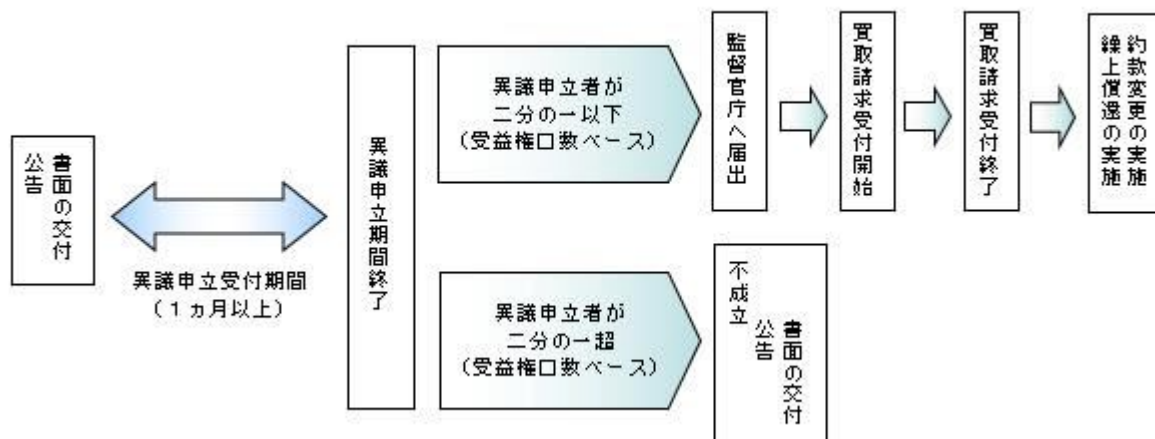 書面の交付
公告
異議申立受付期間
（１ヵ月以上）
異議申立期間終了
異議申立者が
二分の一以下
（受益権口数ベース）
監督官庁へ届出
買取請求受付開始
買取請求受付終了
約款変更の実施
繰上償還の実施
異議申立者が
二分の一超
（受益権口数ベース）
不成立
書面の交付
公告